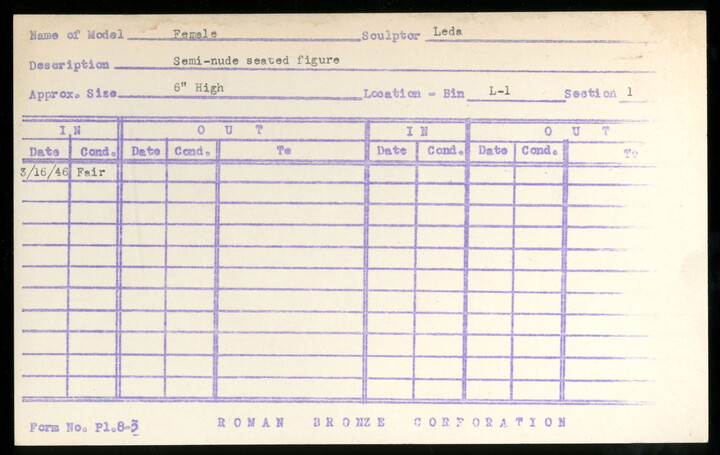 Name of Model Female Sculptor Leda
Description Semi-nude seated figure
Approx. Size 6" High Location - Bin L-1 Section 1
IN OUT IN OUT
Date Cond. Date Cond. To Date Cond. Date Cond. To
3/16/46 Fair
Form No. Pl.8-3 ROMAN BRONZE CORPORATION